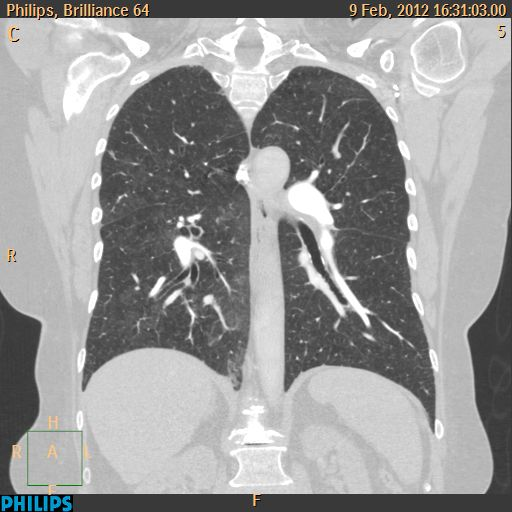 Philips, Brilliance 64
9 Feb, 2012 16:31:03.00
C
5
R
H
R A L
F
F
PHILIPS